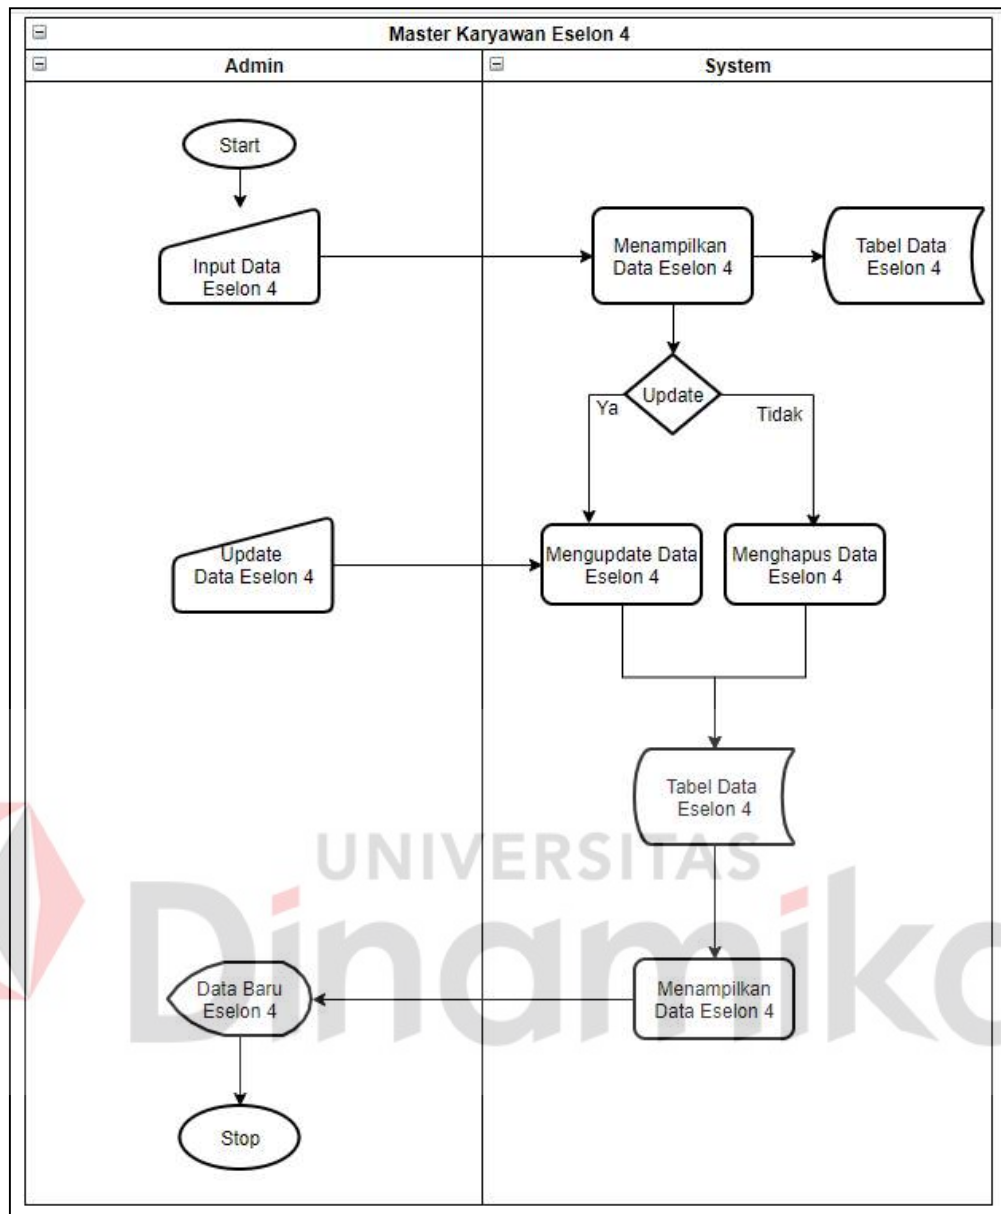 Master Karyawan Eselon 4
Admin
System
Start
Input Data
Eselon 4
Menampilkan
Data Eselon 4
Tabel Data
Eselon 4
Update
Ya
Tidak
Update
Data Eselon 4
Mengupdate Data
Eselon 4
Menghapus Data
Eselon 4
Tabel Data
Eselon 4
UNIVERSITAS
Dinamika
Data Baru
Eselon 4
Menampilkan
Data Eselon 4
Stop